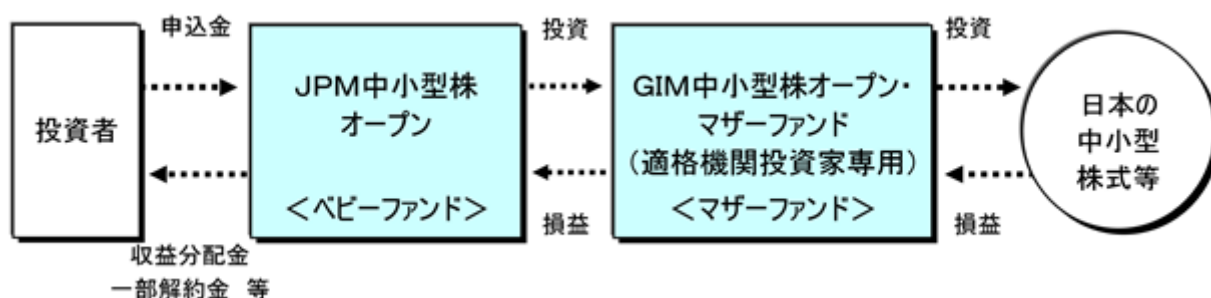 申込金
投資
投資
投資者
JPM中小型株
オープン
<ベビーファンド>
GIM中小型株オープン・
マザーファンド
(適格機関投資家専用)
<マザーファンド>
日本の
中小型
株式等
収益分配金
一部解約金 等
損益
損益